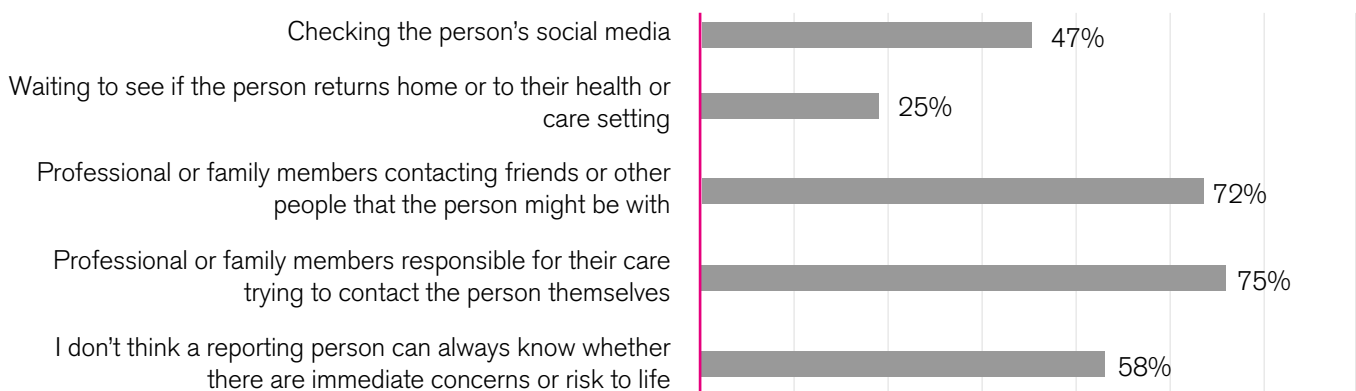 Checking the person’s social media
47%
Waiting to see if the person returns home or to their health or
care setting
25%
Professional or family members contacting friends or other
people that the person might be with
72%
Professional or family members responsible for their care
trying to contact the person themselves
75%
I don’t think a reporting person can always know whether
there are immediate concerns or risk to life
58%